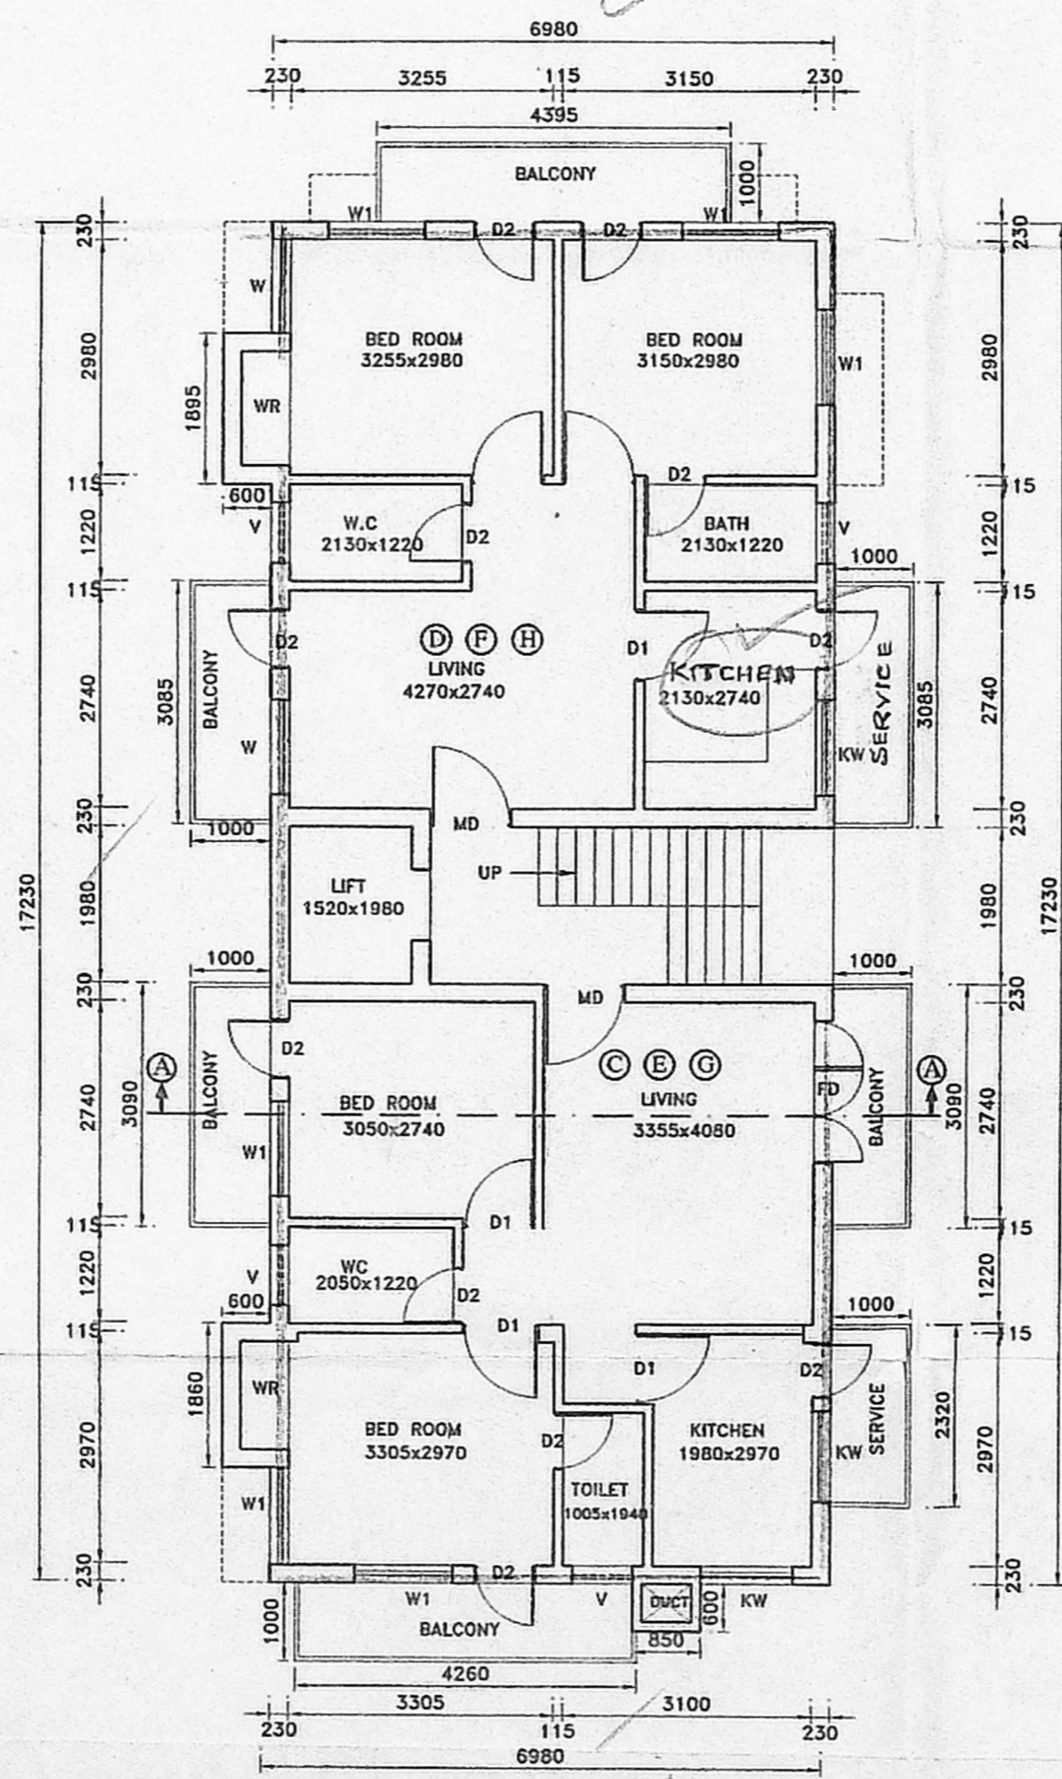 6980
230 3255 115 3150 230
4395
BALCONY
1000
W1 D2 D2 W1
230 230
W
BED ROOM
3255x2980
BED ROOM
3150x2980
2980
1895
WR
W1
2980
115
600
D2
15
V
W.C
2130x1220
D2
BATH
2130x1220
V
1220
1220
1000
115
15
D2
D F H
LIVING
4270x2740
D1
KITCHEN
2130x2740
D2
BALCONY
3085
2740
W
KW
SERVICE
3085
2740
230
1000
MD
230
17230
17230
LIFT
1520x1980
UP
1980
1980
1000
1000
230
MD
230
D2
C E G
LIVING
3355x4080
A
A
BED ROOM
3050x2740
FD
BALCONY
BALCONY
3090
2740
3090
2740
W1
115
D1
15
V
WC
2050x1220
D2
1220
1220
600
1000
115
D1
15
D1
D2
WR
1860
BED ROOM
3305x2970
D2
KITCHEN
1980x2970
KW
SERVICE
2320
2970
2970
TOILET
1005x1940
W1
230
D2
230
W1
V
DUCT
600
KW
1000
BALCONY
850
4260
3305 3100
230 115 230
6980